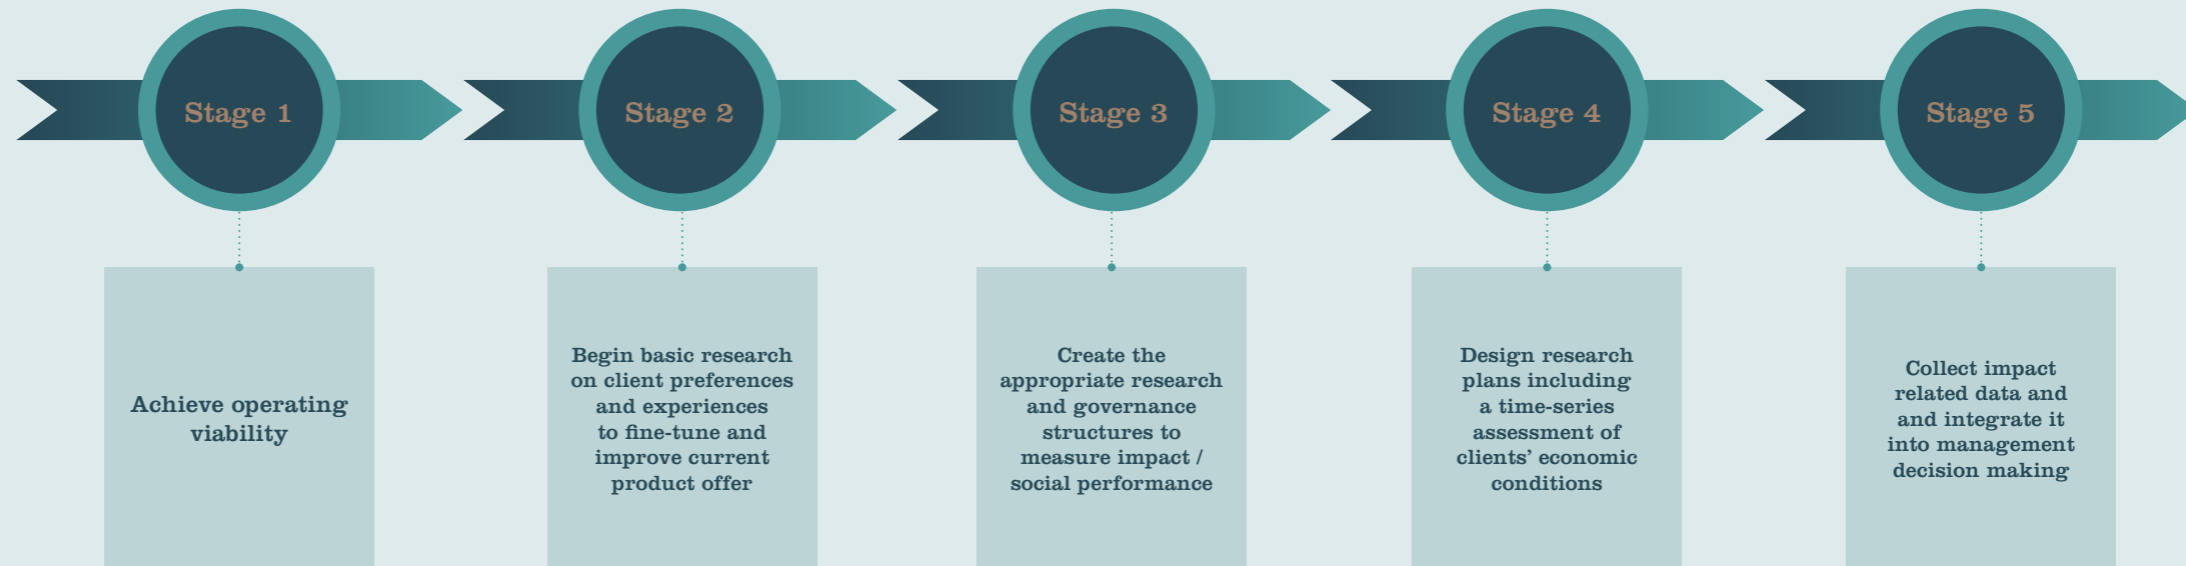 Stage 1
Stage 2
Stage 3
Stage 4
Stage 5
Achieve operating
viability
Begin basic research
on client preferences
and experiences
to fine-tune and
improve current
product offer
Create the
appropriate research
and governance
structures to
measure impact /
social performance
Design research
plans including
a time-series
assessment of
clients’ economic
conditions
Collect impact
related data and
and integrate it
into management
decision making